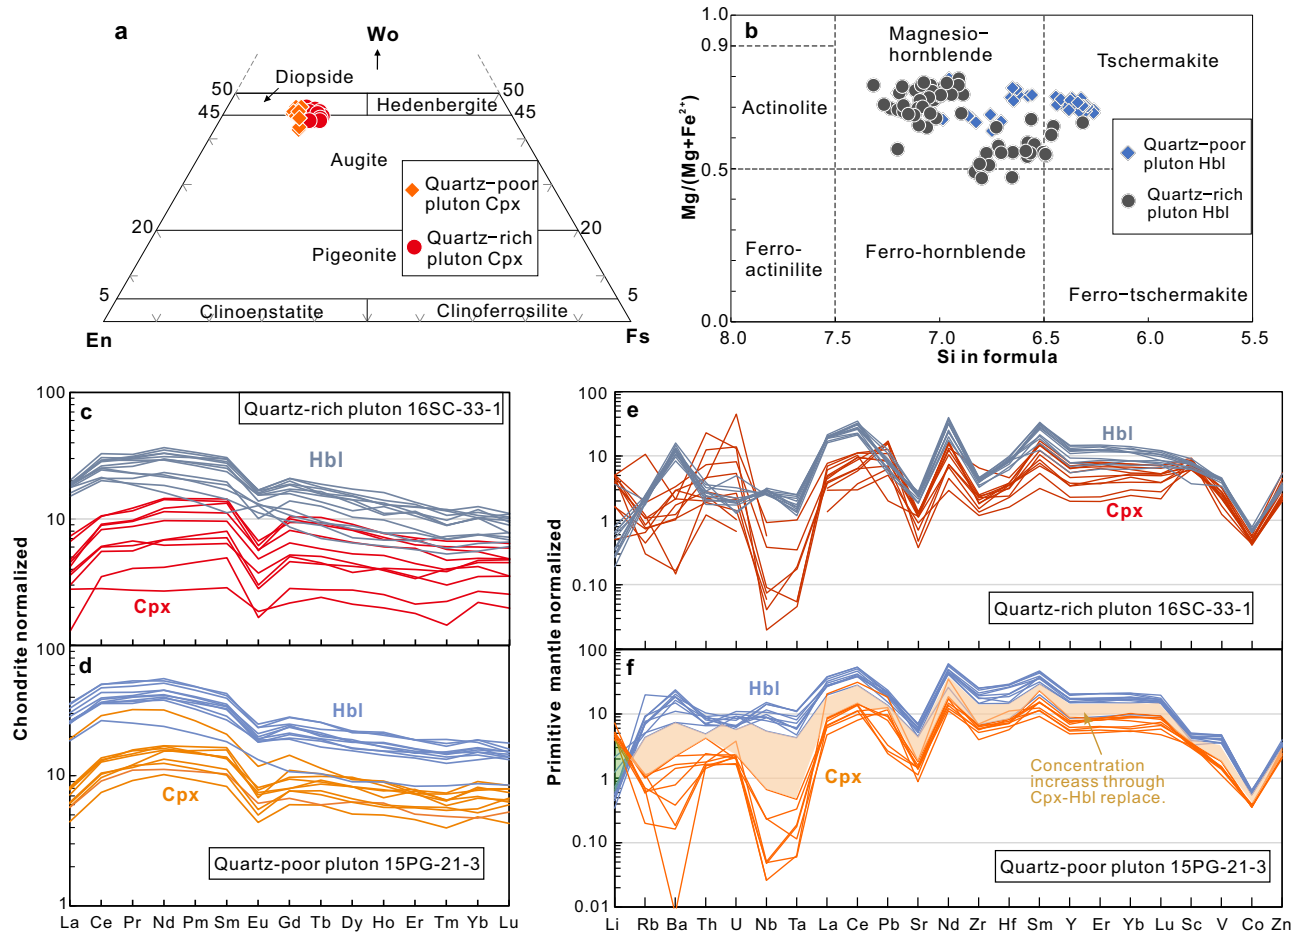 a
Wo
Diopside
50
50
45
45
Hedenbergite
Augite
Quartz-poor
pluton Cpx
Quartz-rich
pluton Cpx
20
20
Pigeonite
5
5
Clinoenstatite
Clinoferrosilite
En
Fs
b
1.0
0.9
0.5
0.0
Mg/(Mg+Fe²⁺)
Magnesio-
hornblende
Tschermakite
Actinolite
Quartz-poor
pluton Hbl
Quartz-rich
pluton Hbl
Ferro-
actinilite
Ferro-hornblende
Ferro-tschermakite
8.0 7.5 7.0 6.5 6.0 5.5
Si in formula
c
Quartz-rich pluton 16SC-33-1
100
10
100
Hbl
Cpx
Chondrite normalized
d
Hbl
Cpx
10
1
Quartz-poor pluton 15PG-21-3
La Ce Pr Nd Pm Sm Eu Gd Tb Dy Ho Er Tm Yb Lu
e
100
10
1
0.10
100
Hbl
Cpx
Quartz-rich pluton 16SC-33-1
Primitive mantle normalized
f
Hbl
Cpx
Concentration
increass through
Cpx-Hbl replace.
10
1
0.10
0.01
Quartz-poor pluton 15PG-21-3
Li Rb Ba Th U Nb Ta La Ce Pb Sr Nd Zr Hf Sm Y Er Yb Lu Sc V Co Zn